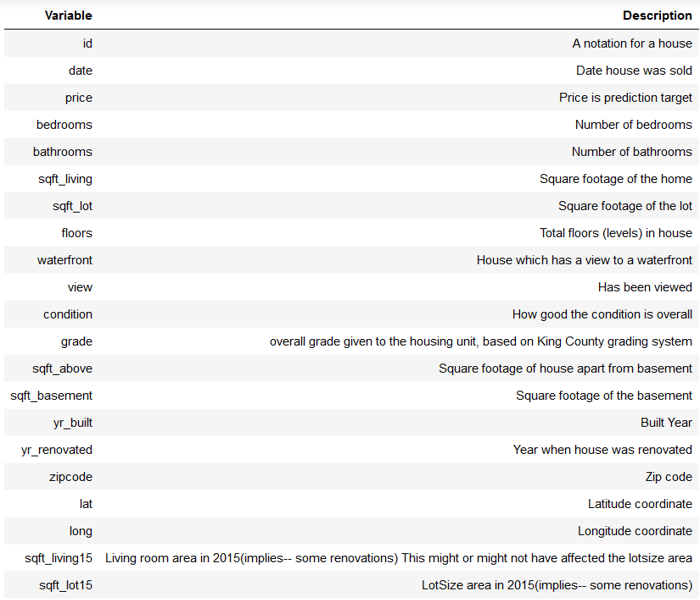 Variable Description
id A notation for a house
date Date house was sold
price Price is prediction target
bedrooms Number of bedrooms
bathrooms Number of bathrooms
sqft_living Square footage of the home
sqft_lot Square footage of the lot
floors Total floors (levels) in house
waterfront House which has a view to a waterfront
view Has been viewed
condition How good the condition is overall
grade overall grade given to the housing unit, based on King County grading system
sqft_above Square footage of house apart from basement
sqft_basement Square footage of the basement
yr_built Built Year
yr_renovated Year when house was renovated
zipcode Zip code
lat Latitude coordinate
long Longitude coordinate
sqft_living15 Living room area in 2015(implies-- some renovations) This might or might not have affected the lotsize area
sqft_lot15 LotSize area in 2015(implies-- some renovations)